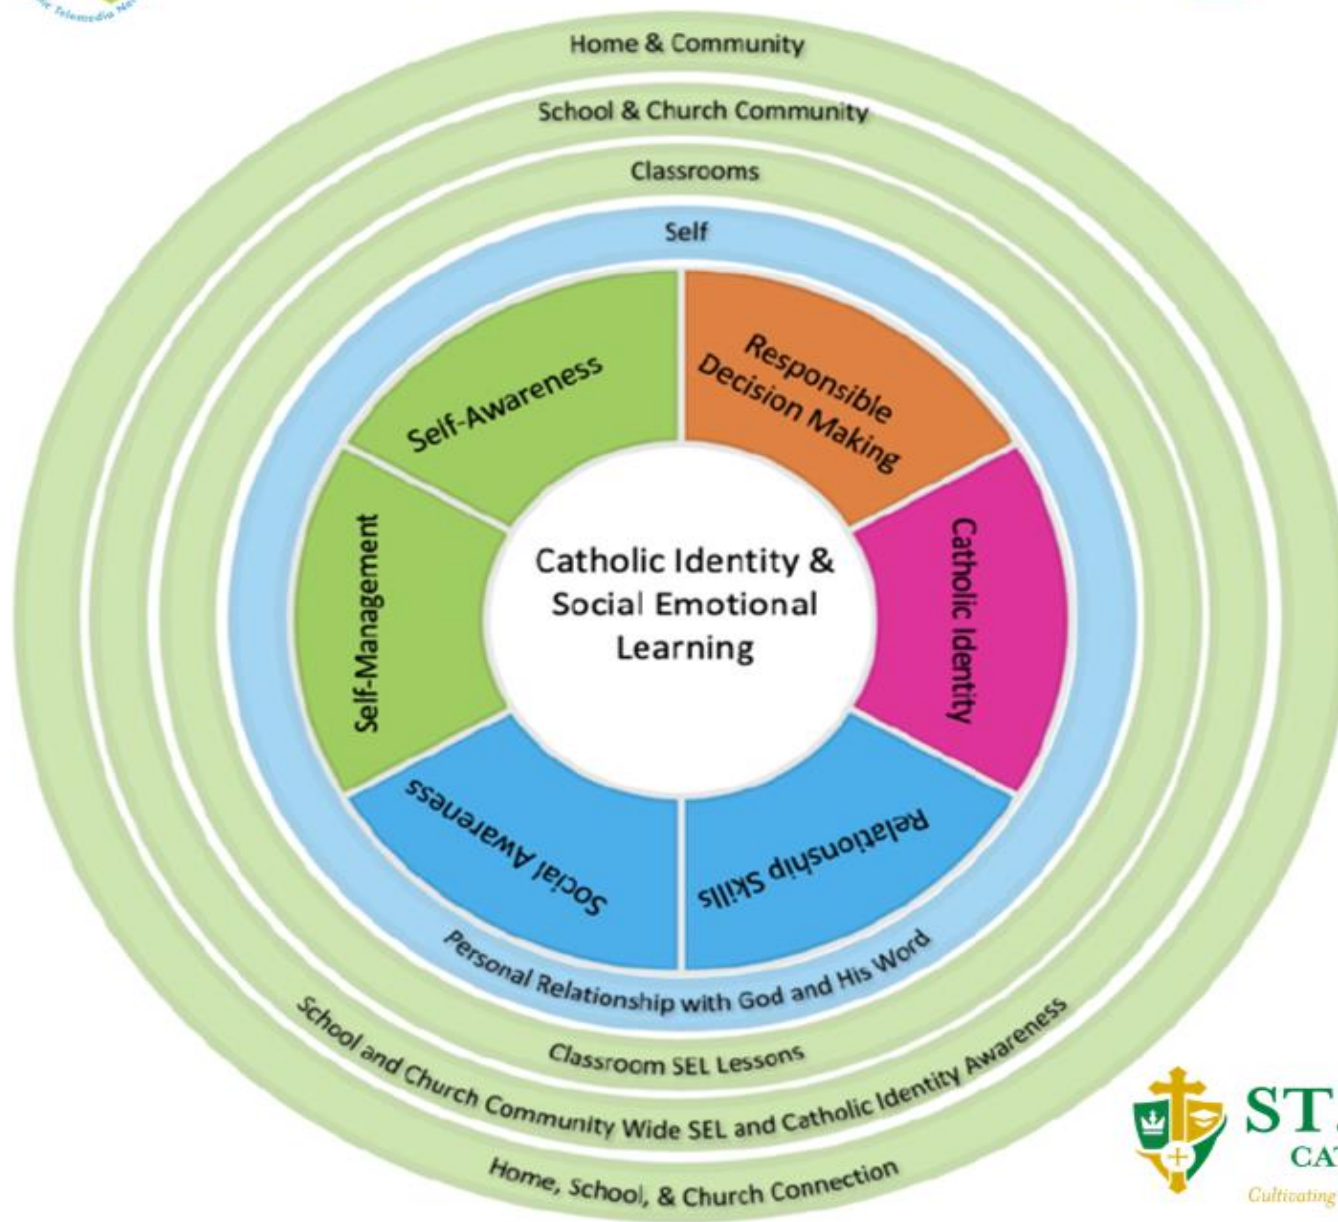 Telemedia
Home & Community
School & Church Community
Classrooms
Self
Self-Awareness
Responsible
Decision Making
Self-Management
Catholic Identity &
Social Emotional
Learning
Catholic Identity
Social Awareness
Relationship Skills
Personal Relationship with God and His Word
Classroom SEL Lessons
School and Church Community Wide SEL and Catholic Identity Awareness
Home, School, & Church Connection
ST
CAT
Cultivating